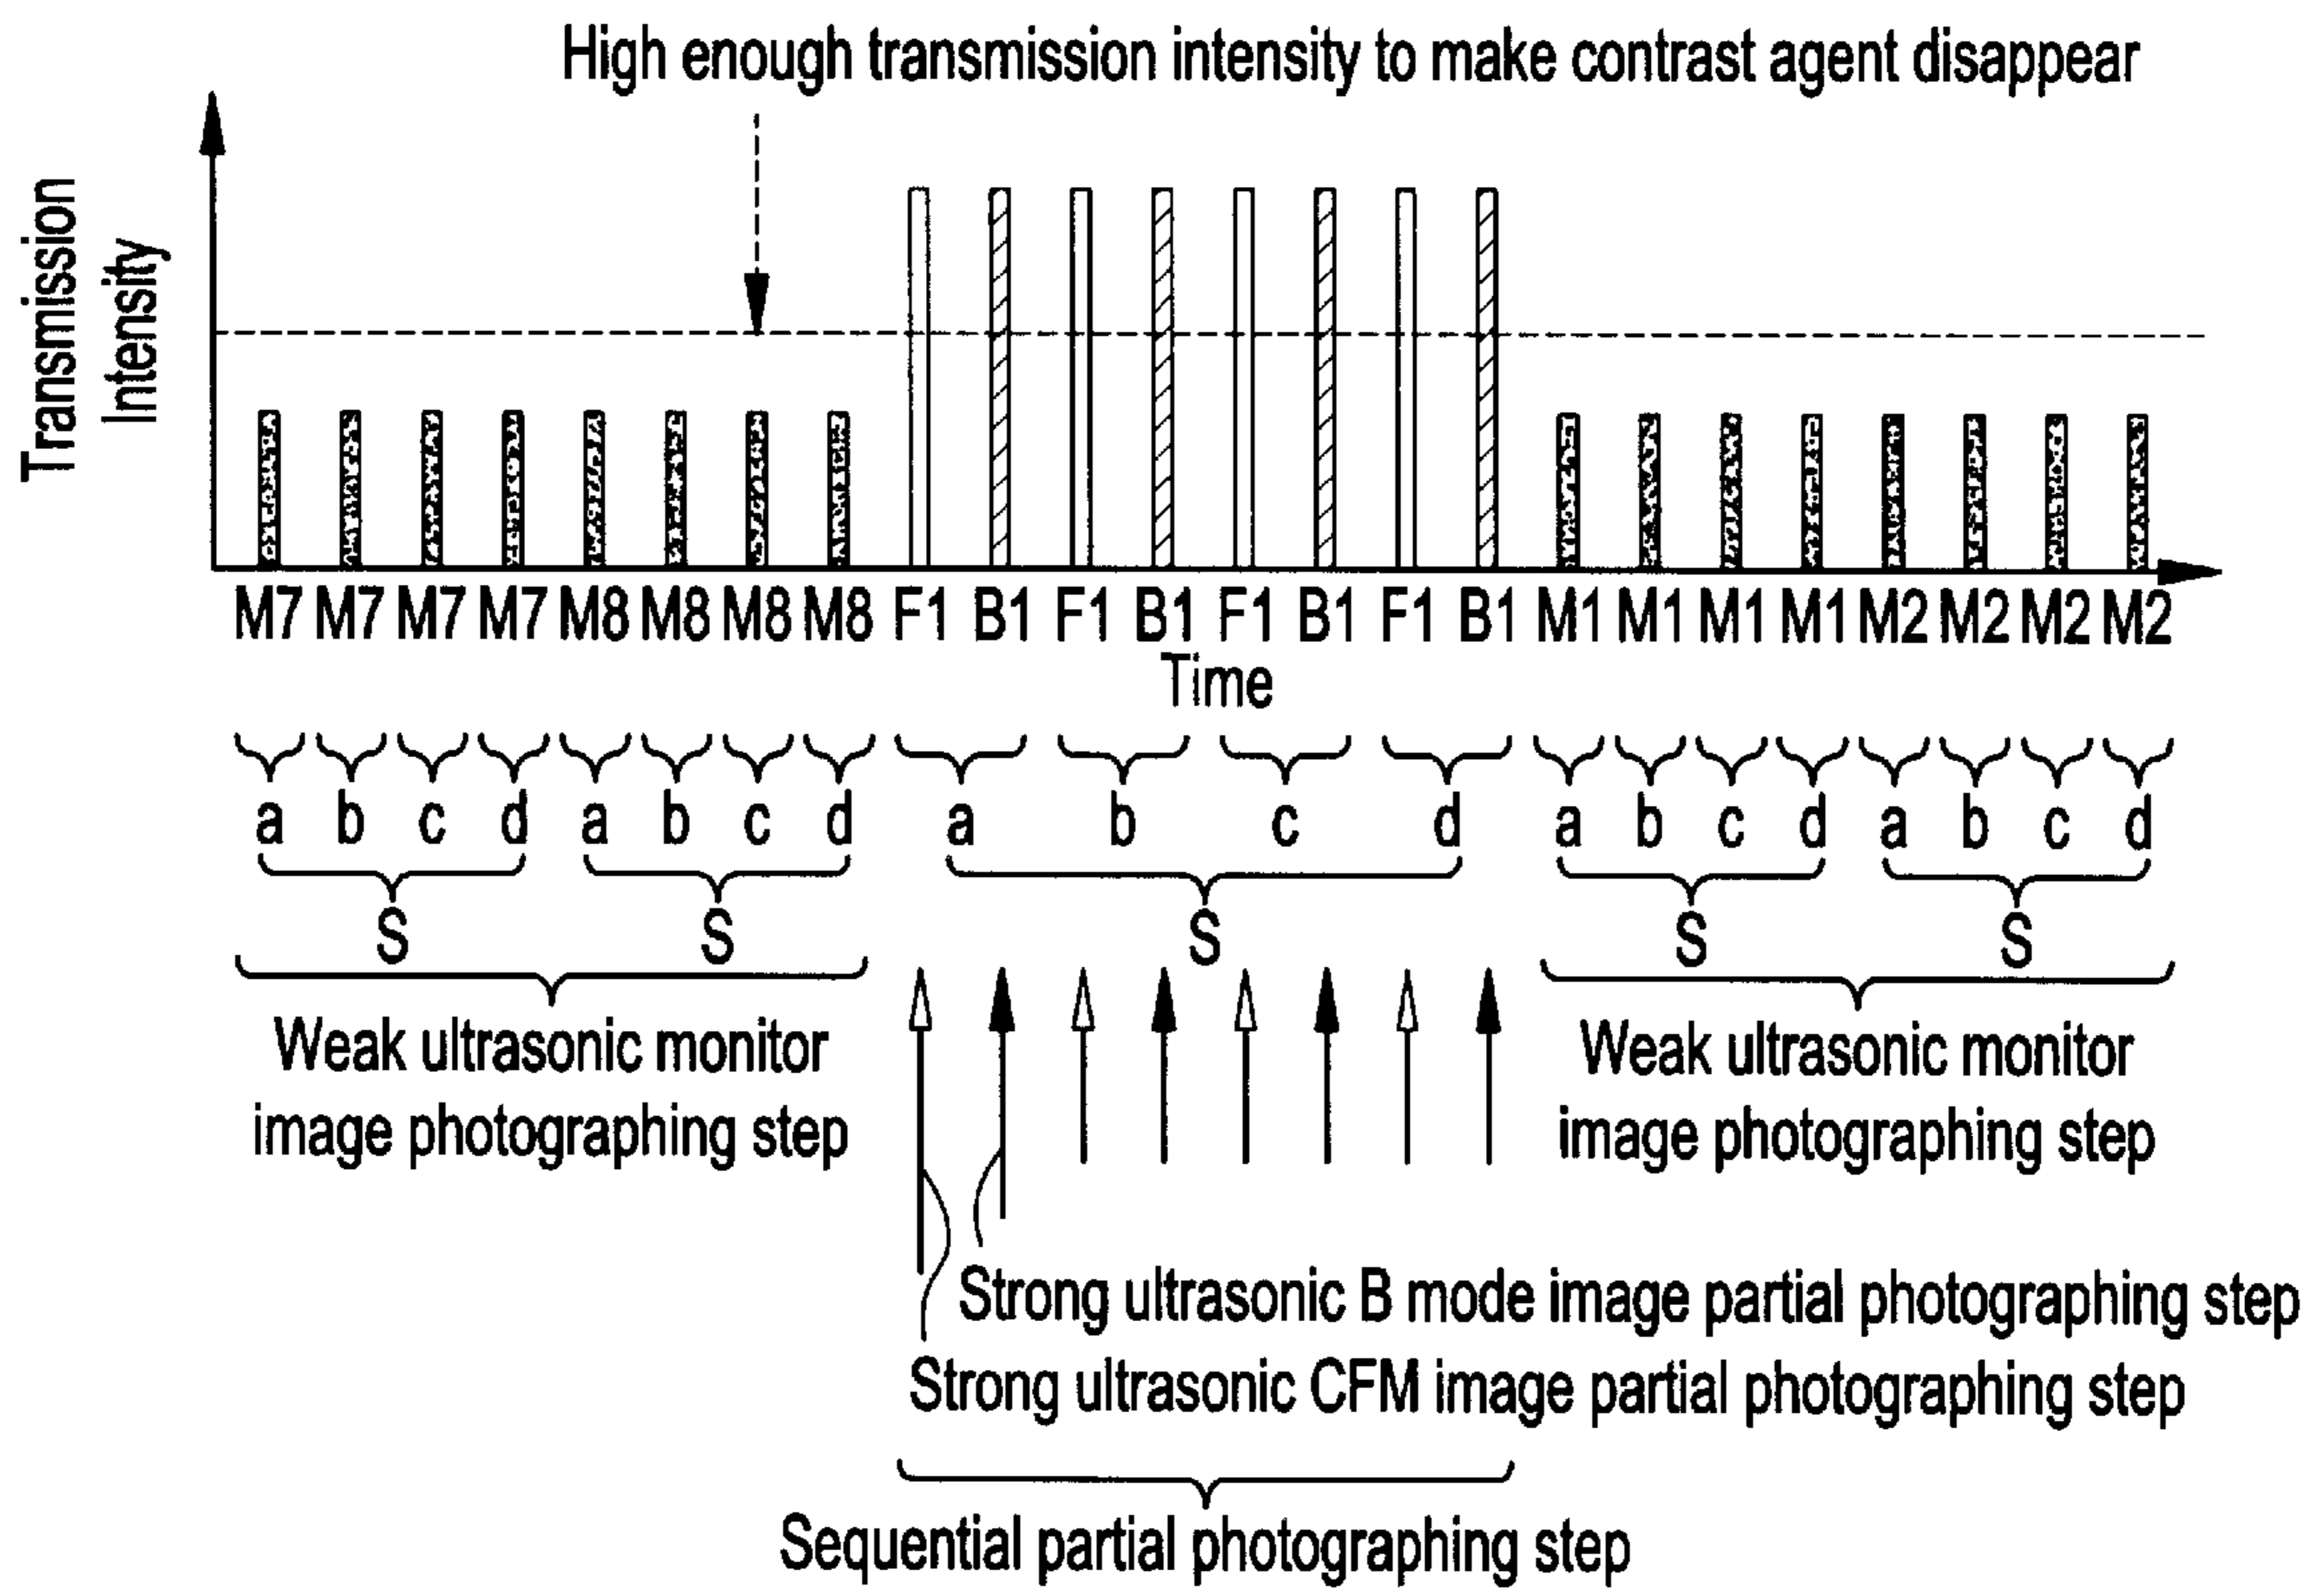 High enough transmission intensity to make contrast agent disappear
Transmission
Intensity
M7 M7 M7 M7 M8 M8 M8 M8 F1 B1 F1 B1 F1 B1 F1 B1 M1 M1 M1 M1 M2 M2 M2 M2
Time
a b c d a b c d a b c d a b c d a b c d
S S S S S
Weak ultrasonic monitor
image photographing step
Weak ultrasonic monitor
image photographing step
Strong ultrasonic B mode image partial photographing step
Strong ultrasonic CFM image partial photographing step
Sequential partial photographing step